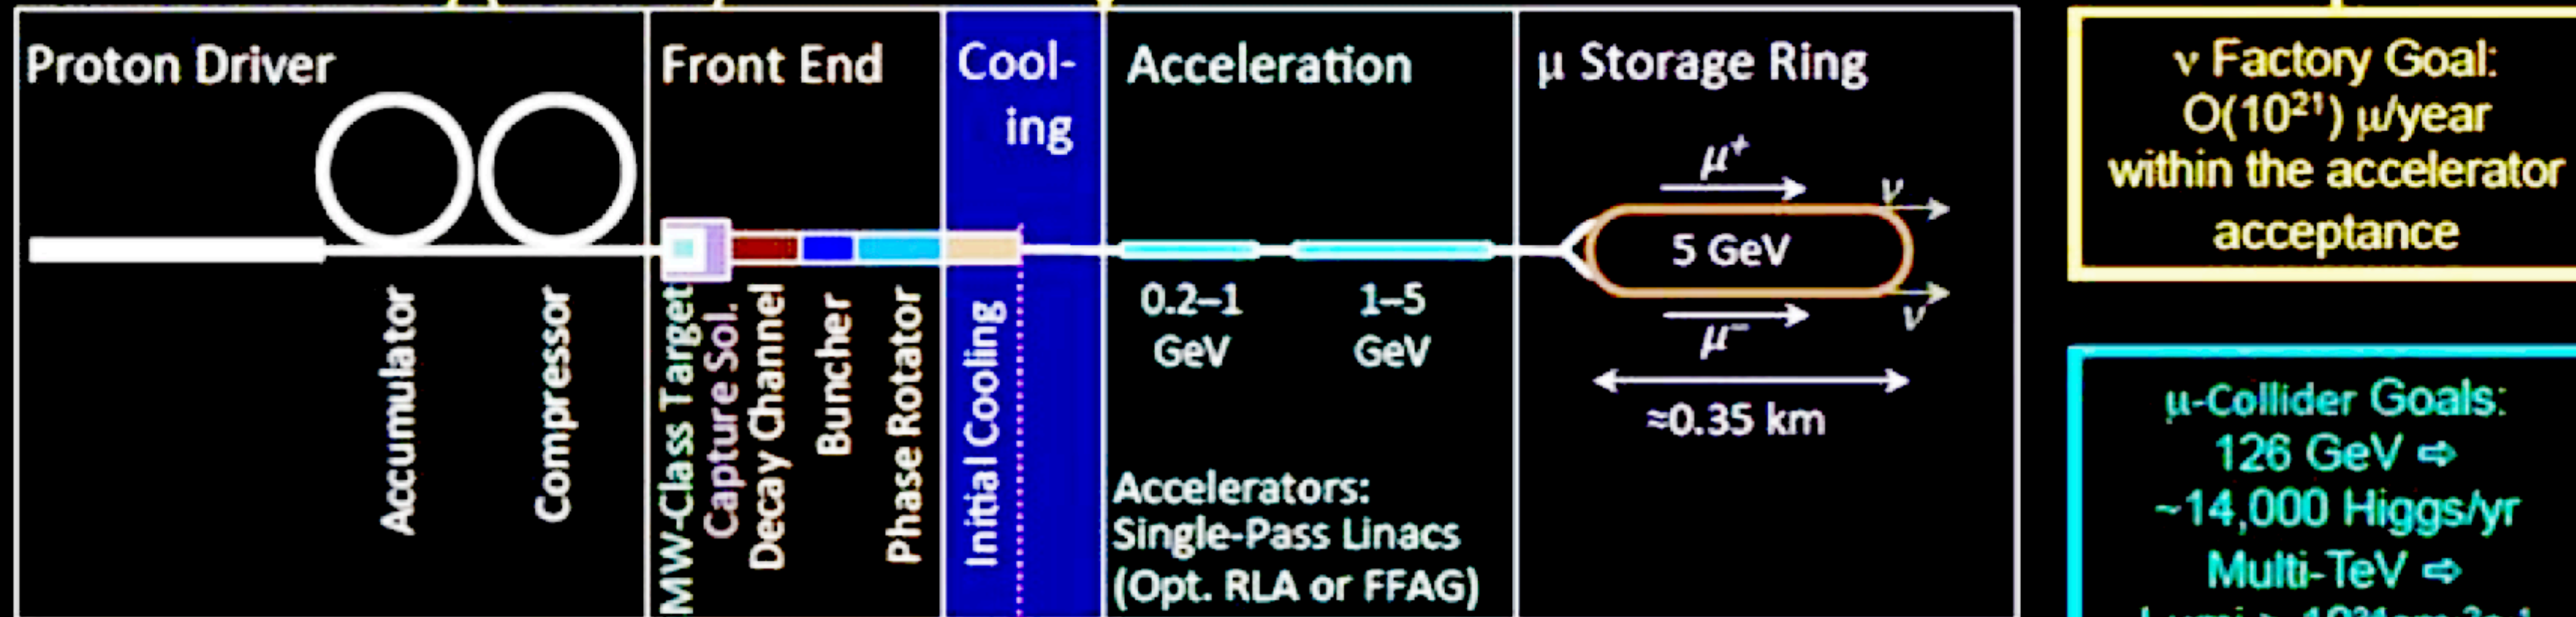 Proton Driver
Accumulator
Compressor
Front End
MW-Class Target
Capture Sol.
Decay Channel
Buncher
Phase Rotator
Cool-
ing
Initial Cooling
Acceleration
0.2–1
GeV
1–5
GeV
Accelerators:
Single-Pass Linacs
(Opt. RLA or FFAG)
μ Storage Ring
μ+
ν
5 GeV
ν
μ−
≈0.35 km
ν Factory Goal:
O(10²¹) μ/year
within the accelerator
acceptance
μ-Collider Goals:
126 GeV ⇨
~14,000 Higgs/yr
Multi-TeV ⇨